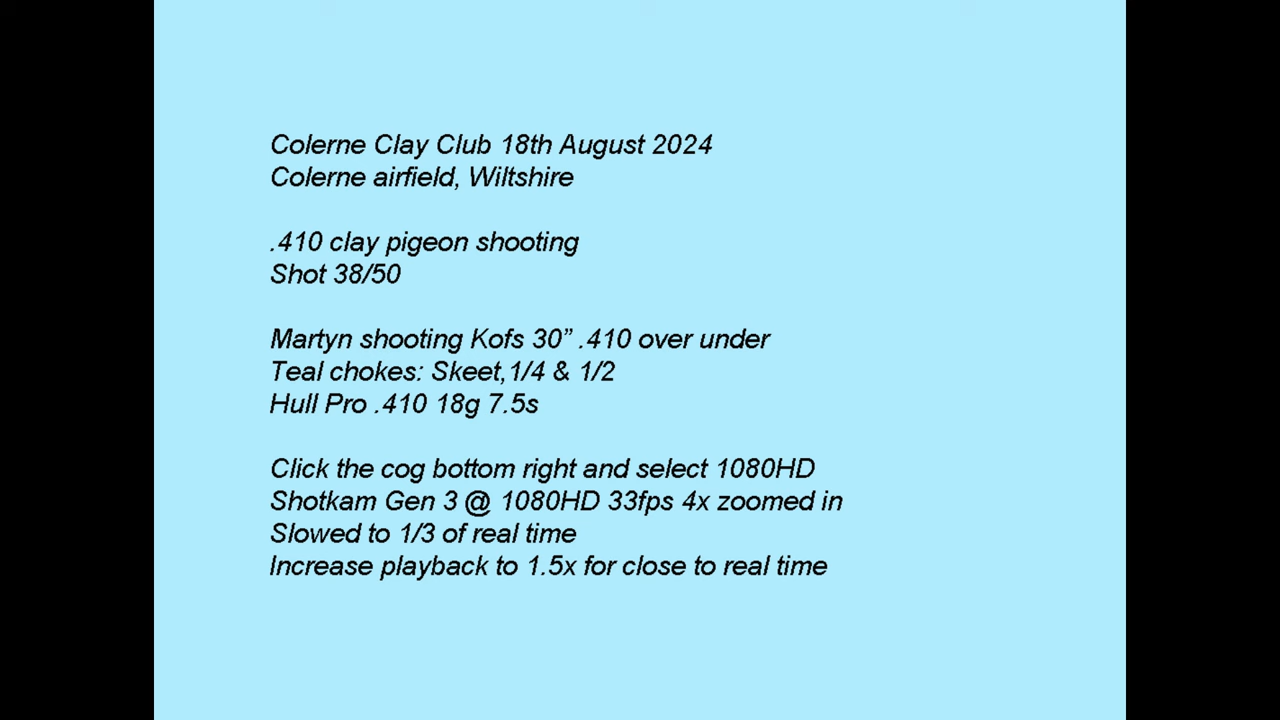 Colerne Clay Club 18th August 2024
Colerne airfield, Wiltshire
.410 clay pigeon shooting
Shot 38/50
Martyn shooting Kofs 30” .410 over under
Teal chokes: Skeet,1/4 & 1/2
Hull Pro .410 18g 7.5s
Click the cog bottom right and select 1080HD
Shotkam Gen 3 @ 1080HD 33fps 4x zoomed in
Slowed to 1/3 of real time
Increase playback to 1.5x for close to real time